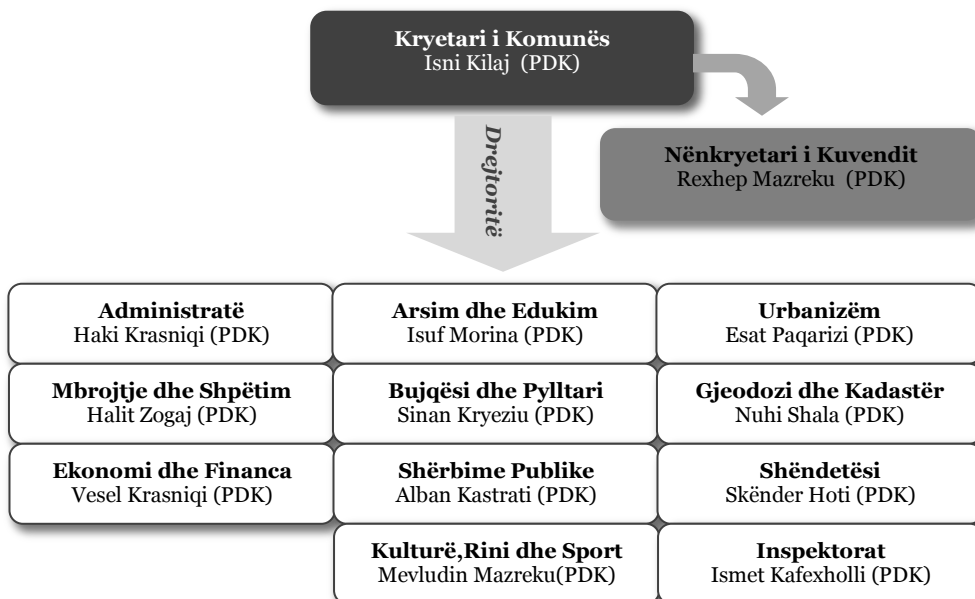 Kryetari i Komunës
Isni Kilaj  (PDK)
Nënkryetari i Kuvendit
Rexhep Mazreku  (PDK)
Drejtoritë
Administratë
Haki Krasniqi (PDK)
Arsim dhe Edukim
Isuf Morina (PDK)
Urbanizëm
Esat Paqarizi (PDK)
Mbrojtje dhe Shpëtim
Halit Zogaj (PDK)
Bujqësi dhe Pylltari
Sinan Kryeziu (PDK)
Gjeodozi dhe Kadastër
Nuhi Shala (PDK)
Ekonomi dhe Financa
Vesel Krasniqi (PDK)
Shërbime Publike
Alban Kastrati (PDK)
Shëndetësi
Skënder Hoti (PDK)
Kulturë,Rini dhe Sport
Mevludin Mazreku(PDK)
Inspektorat
Ismet Kafexholli (PDK)